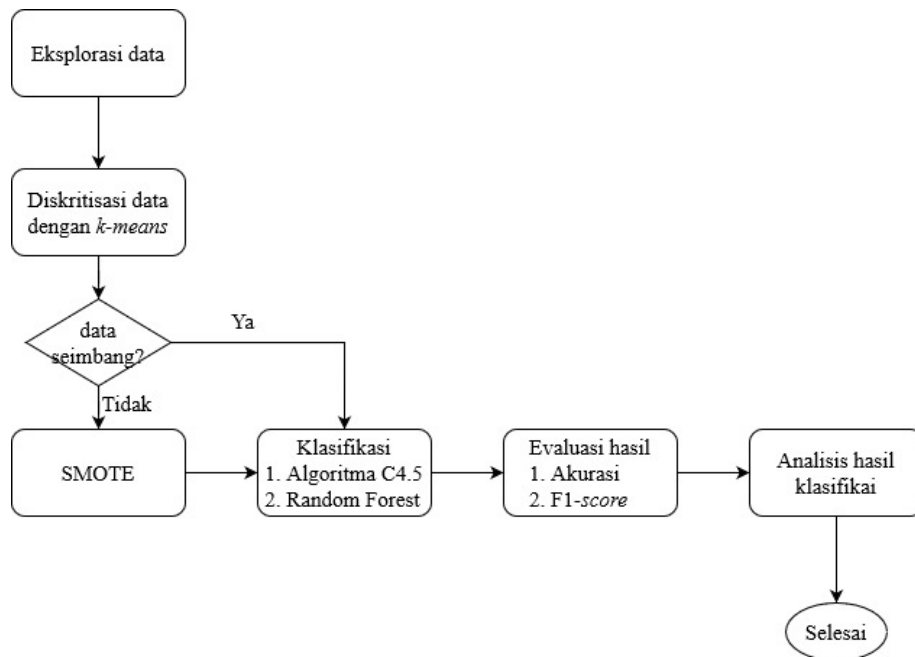 Eksplorasi data
Diskritisasi data
dengan k-means
data
seimbang?
Ya
Tidak
SMOTE
Klasifikasi
1. Algoritma C4.5
2. Random Forest
Evaluasi hasil
1. Akurasi
2. F1-score
Analisis hasil
klasifikai
Selesai